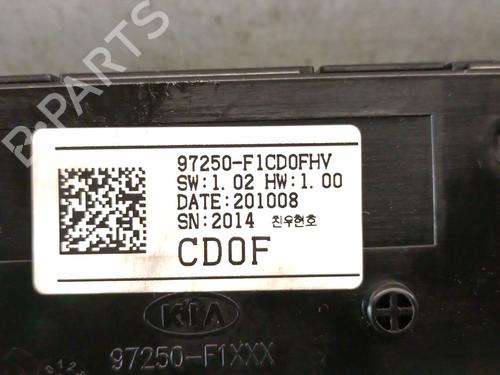 B-PARTS
97250-F1CD0FHV
SW:1.02 HW:1.00
DATE:201008
SN:2014 친우현호
CD0F
KIA
97250-F1XXX